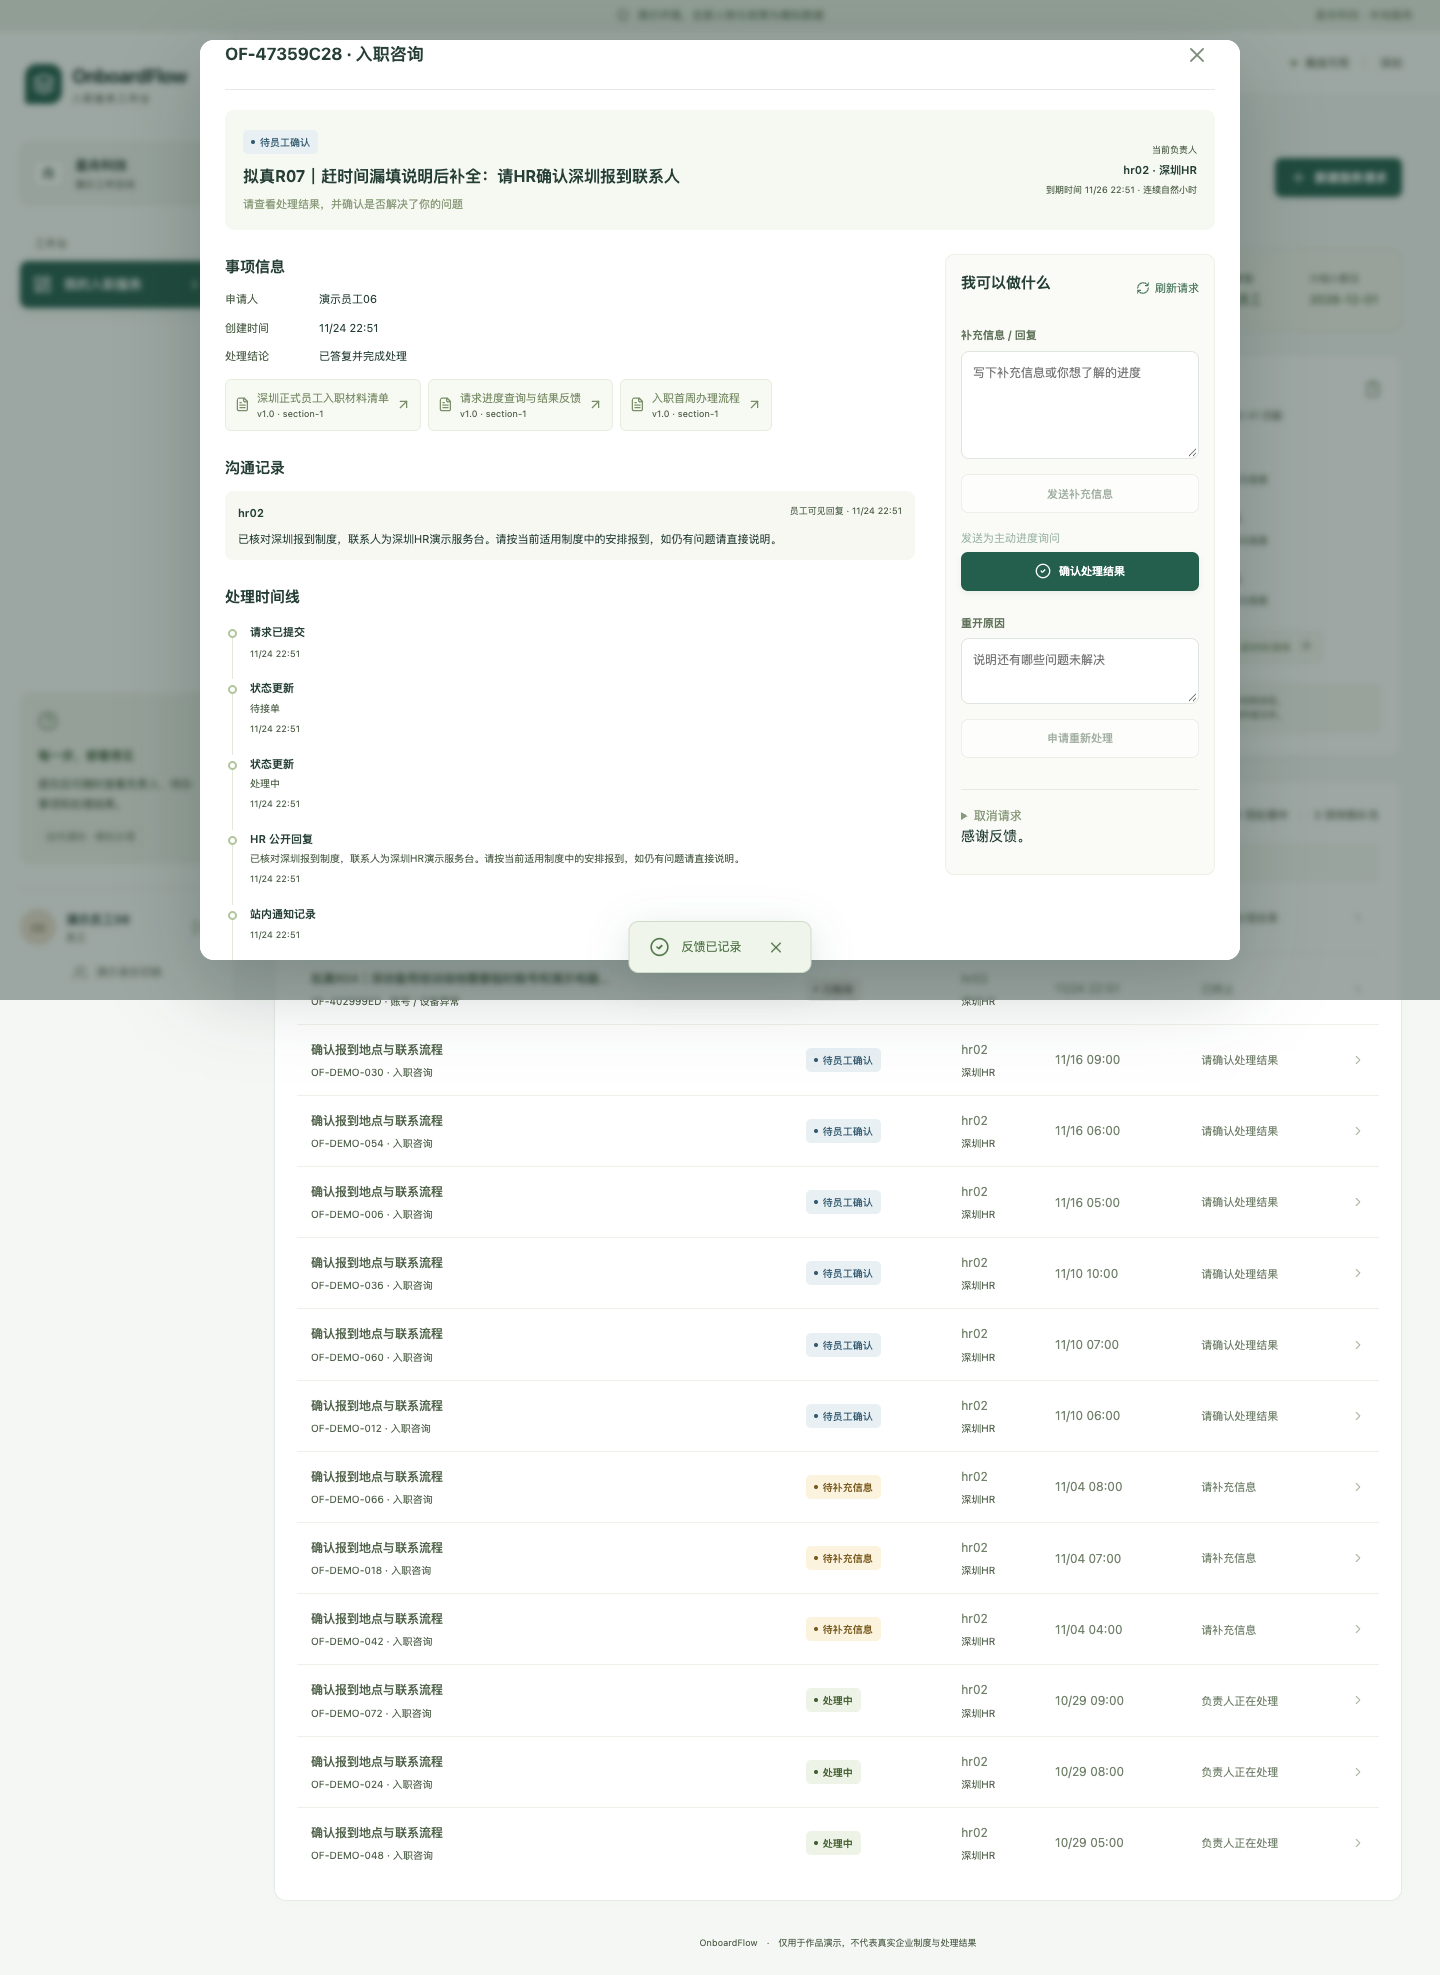 OF-47359C28 · 入职咨询
待员工确认
拟真R07｜赶时间漏填说明后补全：请HR确认深圳报到联系人
请查看处理结果，并确认是否解决了你的问题
当前负责人
hr02 · 深圳HR
到期时间 11/26 22:51 · 连续自然小时
事项信息
申请人 演示员工06
创建时间 11/24 22:51
处理结论 已答复并完成处理
深圳正式员工入职材料清单
v1.0 · section-1
请求进度查询与结果反馈
v1.0 · section-1
入职首周办理流程
v1.0 · section-1
沟通记录
hr02 员工可见回复 · 11/24 22:51
已核对深圳报到制度，联系人为深圳HR演示服务台。请按当前适用制度中的安排报到，如仍有问题请直接说明。
处理时间线
请求已提交
11/24 22:51
状态更新
待接单
11/24 22:51
状态更新
处理中
11/24 22:51
HR 公开回复
已核对深圳报到制度，联系人为深圳HR演示服务台。请按当前适用制度中的安排报到，如仍有问题请直接说明。
11/24 22:51
站内通知记录
11/24 22:51
我可以做什么
刷新请求
补充信息 / 回复
写下补充信息或你想了解的进度
发送补充信息
发送为主动进度询问
确认处理结果
重开原因
说明还有哪些问题未解决
申请重新处理
取消请求
感谢反馈。
反馈已记录
OnboardFlow
OF-402999ED · 账号 / 设备异常 深圳HR
确认报到地点与联系流程 待员工确认 hr02 11/16 09:00 请确认处理结果
OF-DEMO-030 · 入职咨询 深圳HR
确认报到地点与联系流程 待员工确认 hr02 11/16 06:00 请确认处理结果
OF-DEMO-054 · 入职咨询 深圳HR
确认报到地点与联系流程 待员工确认 hr02 11/16 05:00 请确认处理结果
OF-DEMO-006 · 入职咨询 深圳HR
确认报到地点与联系流程 待员工确认 hr02 11/10 10:00 请确认处理结果
OF-DEMO-036 · 入职咨询 深圳HR
确认报到地点与联系流程 待员工确认 hr02 11/10 07:00 请确认处理结果
OF-DEMO-060 · 入职咨询 深圳HR
确认报到地点与联系流程 待员工确认 hr02 11/10 06:00 请确认处理结果
OF-DEMO-012 · 入职咨询 深圳HR
确认报到地点与联系流程 待补充信息 hr02 11/04 08:00 请补充信息
OF-DEMO-066 · 入职咨询 深圳HR
确认报到地点与联系流程 待补充信息 hr02 11/04 07:00 请补充信息
OF-DEMO-018 · 入职咨询 深圳HR
确认报到地点与联系流程 待补充信息 hr02 11/04 04:00 请补充信息
OF-DEMO-042 · 入职咨询 深圳HR
确认报到地点与联系流程 处理中 hr02 10/29 09:00 负责人正在处理
OF-DEMO-072 · 入职咨询 深圳HR
确认报到地点与联系流程 处理中 hr02 10/29 08:00 负责人正在处理
OF-DEMO-024 · 入职咨询 深圳HR
确认报到地点与联系流程 处理中 hr02 10/29 05:00 负责人正在处理
OF-DEMO-048 · 入职咨询 深圳HR
OnboardFlow · 仅用于作品演示，不代表真实企业制度与处理结果